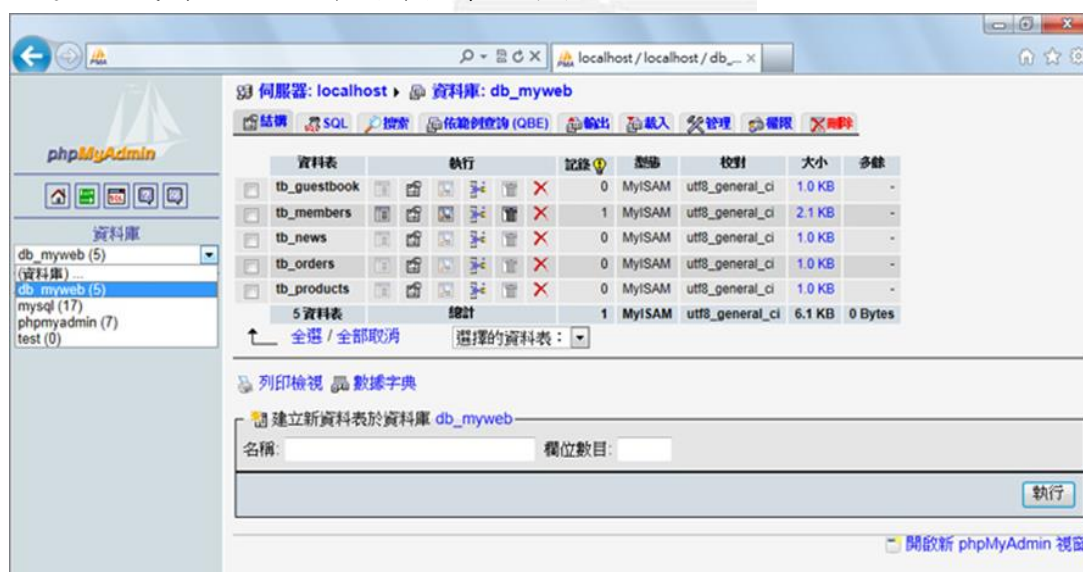 localhost / localhost / db_... ×
phpMyAdmin
資料庫
db_myweb (5)
(資料庫) ...
db_myweb (5)
mysql (17)
phpmyadmin (7)
test (0)
伺服器: localhost ▸ 資料庫: db_myweb
結構 SQL 搜索 依範例查詢 (QBE) 輸出 載入 管理 權限 刪除
資料表 執行 記錄 型態 校對 大小 多餘
tb_guestbook 0 MyISAM utf8_general_ci 1.0 KB -
tb_members 1 MyISAM utf8_general_ci 2.1 KB -
tb_news 0 MyISAM utf8_general_ci 1.0 KB -
tb_orders 0 MyISAM utf8_general_ci 1.0 KB -
tb_products 0 MyISAM utf8_general_ci 1.0 KB -
5 資料表 總計 1 MyISAM utf8_general_ci 6.1 KB 0 Bytes
全選 / 全部取消 選擇的資料表：
列印檢視 數據字典
建立新資料表於資料庫 db_myweb
名稱: 欄位數目:
執行
開啟新 phpMyAdmin 視窗